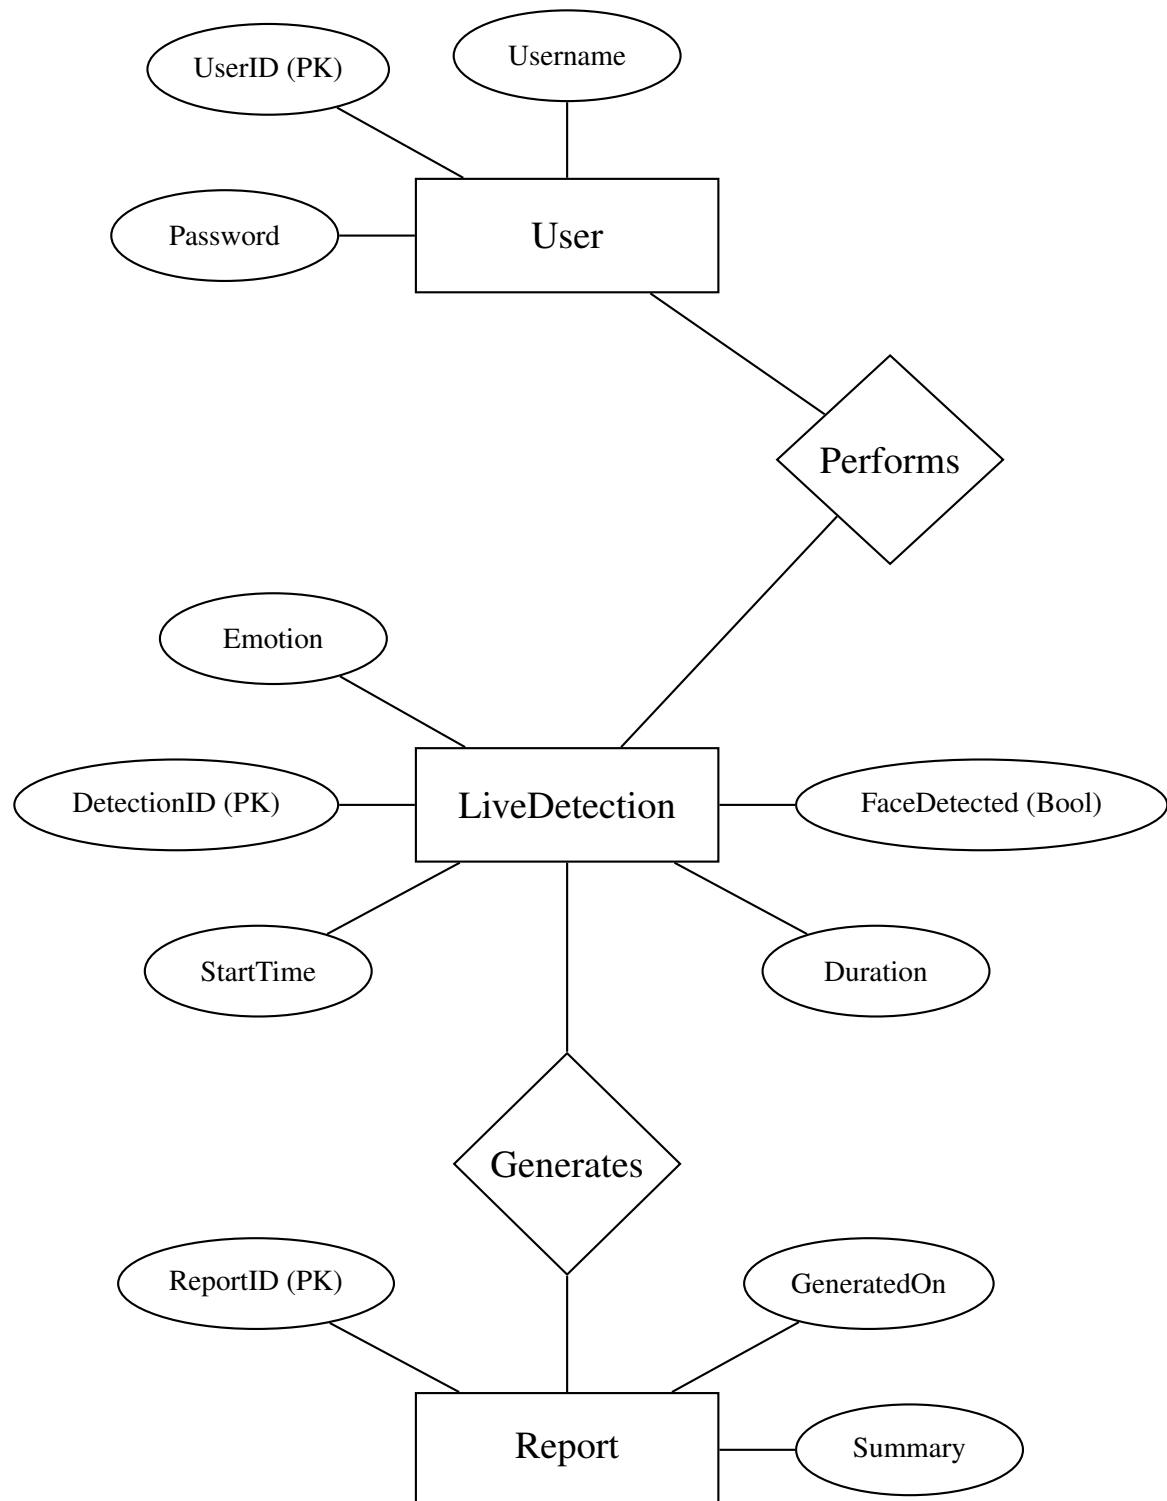 Username
UserID (PK)
Password
User
Performs
Emotion
DetectionID (PK)
LiveDetection
FaceDetected (Bool)
StartTime
Duration
Generates
ReportID (PK)
GeneratedOn
Report
Summary